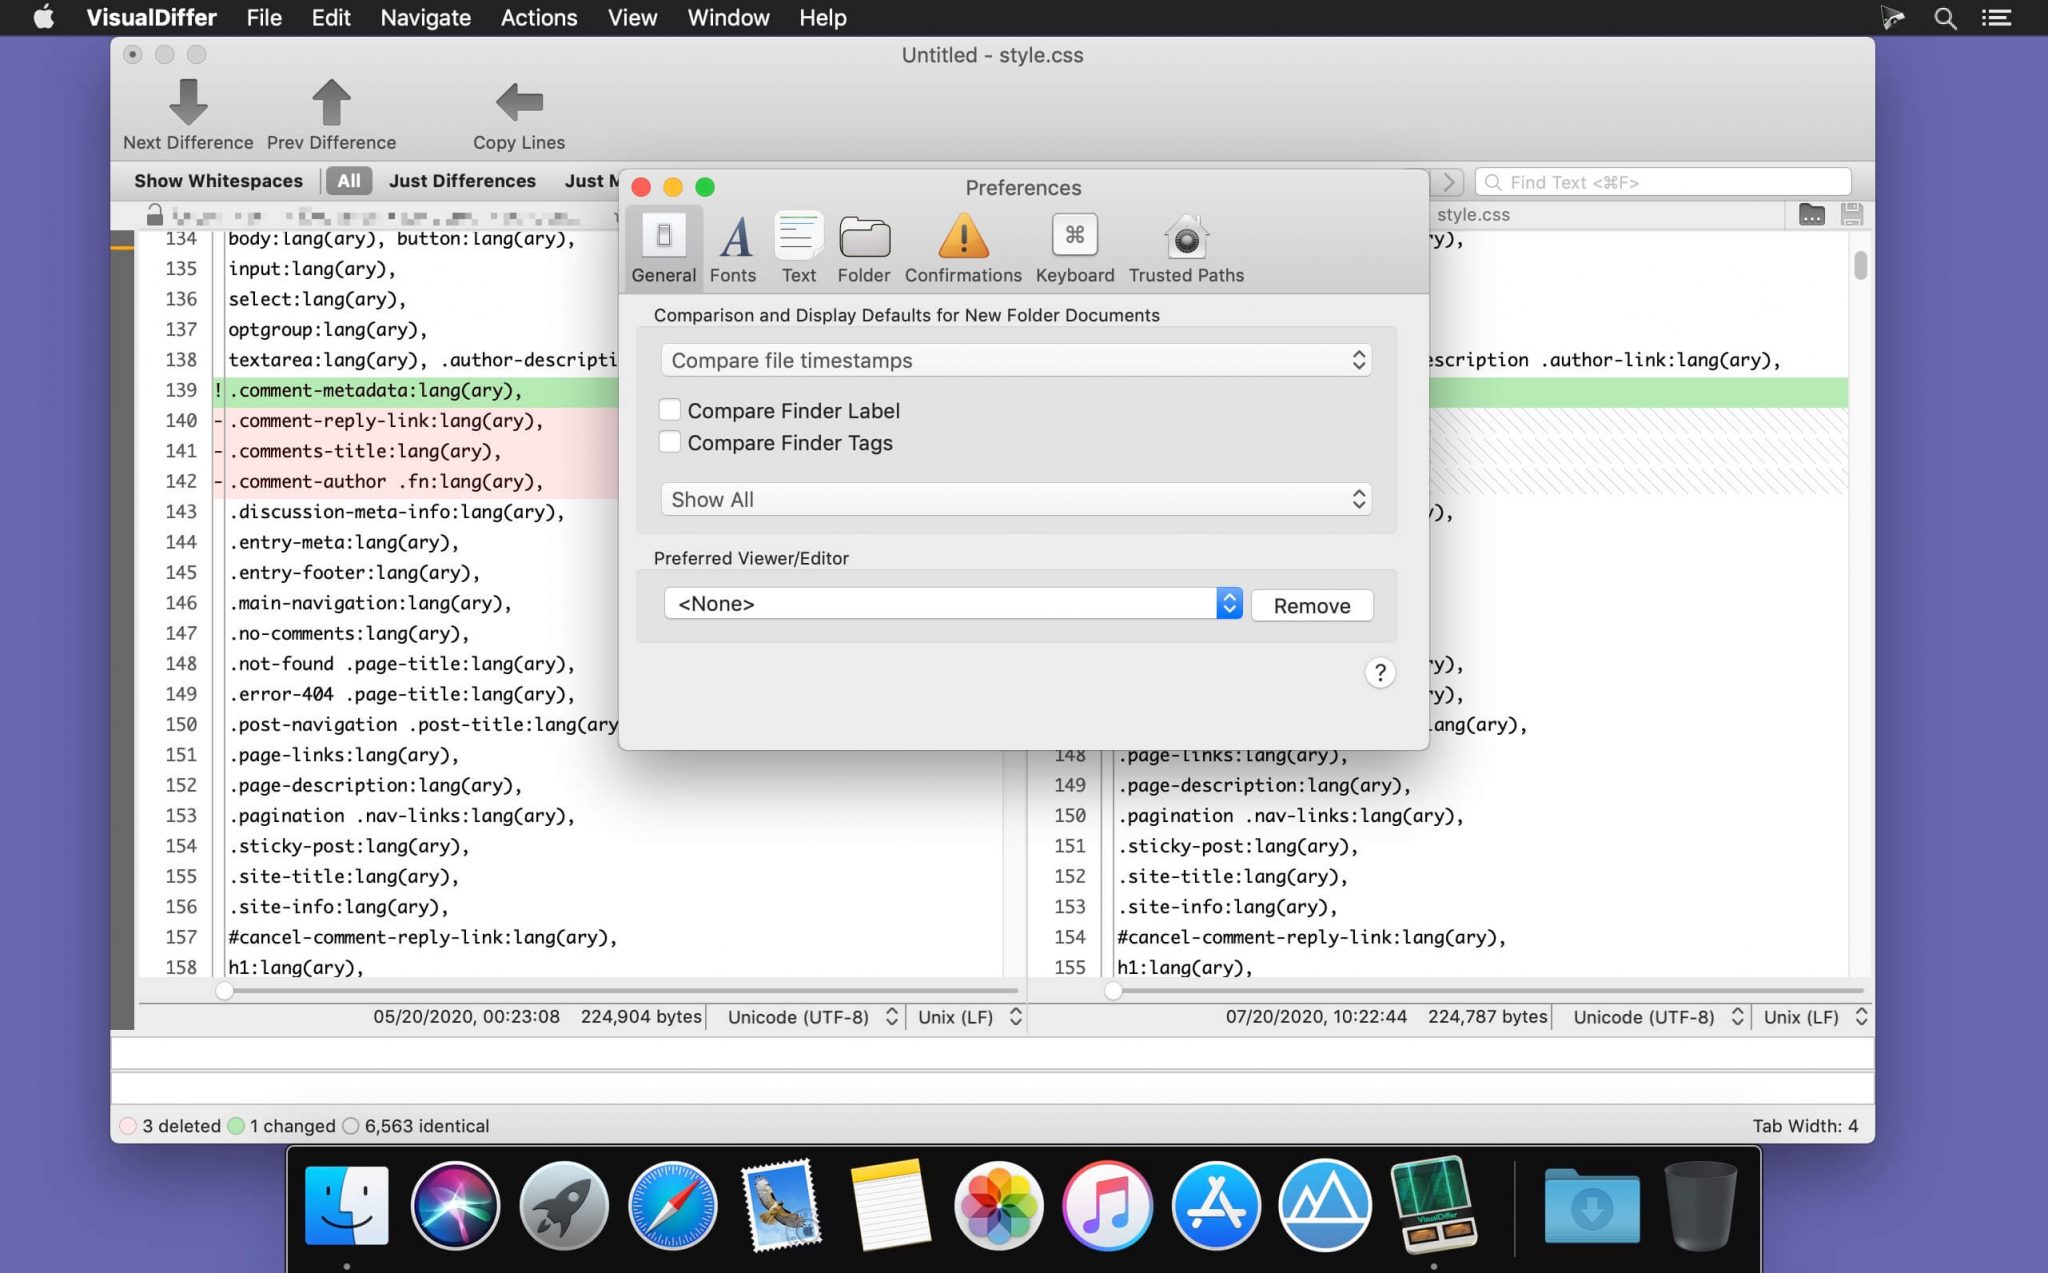 VisualDiffer File Edit Navigate Actions View Window Help
Untitled - style.css
Next Difference Prev Difference Copy Lines
Show Whitespaces All Just Differences Just Find Text <⌘F>
style.css
Preferences
General Fonts Text Folder Confirmations Keyboard Trusted Paths
Comparison and Display Defaults for New Folder Documents
Compare file timestamps
Compare Finder Label
Compare Finder Tags
Show All
Preferred Viewer/Editor
<None> Remove
?
134 body:lang(ary), button:lang(ary),
135 input:lang(ary),
136 select:lang(ary),
137 optgroup:lang(ary),
138 textarea:lang(ary), .author-descripti
139 ! .comment-metadata:lang(ary),
140 - .comment-reply-link:lang(ary),
141 - .comments-title:lang(ary),
142 - .comment-author .fn:lang(ary),
143 .discussion-meta-info:lang(ary),
144 .entry-meta:lang(ary),
145 .entry-footer:lang(ary),
146 .main-navigation:lang(ary),
147 .no-comments:lang(ary),
148 .not-found .page-title:lang(ary),
149 .error-404 .page-title:lang(ary),
150 .post-navigation .post-title:lang(ary
151 .page-links:lang(ary),
152 .page-description:lang(ary),
153 .pagination .nav-links:lang(ary),
154 .sticky-post:lang(ary),
155 .site-title:lang(ary),
156 .site-info:lang(ary),
157 #cancel-comment-reply-link:lang(ary),
158 h1:lang(ary),
y),
escription .author-link:lang(ary),
),
y),
y),
lang(ary),
148 .page-links:lang(ary),
149 .page-description:lang(ary),
150 .pagination .nav-links:lang(ary),
151 .sticky-post:lang(ary),
152 .site-title:lang(ary),
153 .site-info:lang(ary),
154 #cancel-comment-reply-link:lang(ary),
155 h1:lang(ary),
05/20/2020, 00:23:08 224,904 bytes Unicode (UTF-8) Unix (LF)
07/20/2020, 10:22:44 224,787 bytes Unicode (UTF-8) Unix (LF)
3 deleted 1 changed 6,563 identical
Tab Width: 4
VisualDiffer